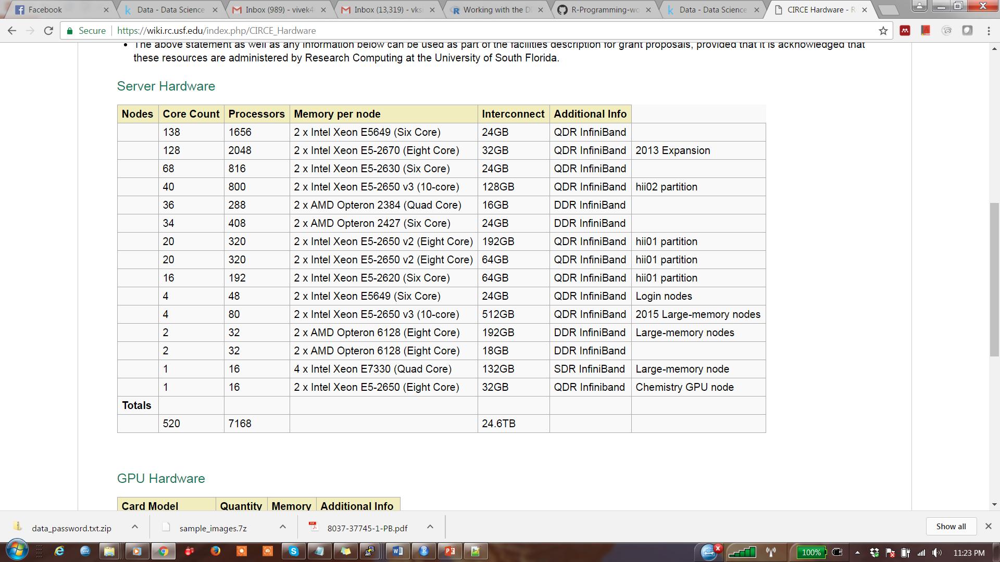 Facebook
Data - Data Science
Inbox (989) - vivek4
Inbox (13,319) - vks
Working with the D
R-Programming-wo
Data - Data Science
CIRCE Hardware - R
Secure
https://wiki.rc.usf.edu/index.php/CIRCE_Hardware
The above statement as well as any information below can be used as part of the facilities description for grant proposals, provided that it is acknowledged that
these resources are administered by Research Computing at the University of South Florida.
Server Hardware
Nodes Core Count Processors Memory per node Interconnect Additional Info
138 1656 2 x Intel Xeon E5649 (Six Core) 24GB QDR InfiniBand
128 2048 2 x Intel Xeon E5-2670 (Eight Core) 32GB QDR InfiniBand 2013 Expansion
68 816 2 x Intel Xeon E5-2630 (Six Core) 24GB QDR InfiniBand
40 800 2 x Intel Xeon E5-2650 v3 (10-core) 128GB QDR InfiniBand hii02 partition
36 288 2 x AMD Opteron 2384 (Quad Core) 16GB DDR InfiniBand
34 408 2 x AMD Opteron 2427 (Six Core) 24GB DDR InfiniBand
20 320 2 x Intel Xeon E5-2650 v2 (Eight Core) 192GB QDR InfiniBand hii01 partition
20 320 2 x Intel Xeon E5-2650 v2 (Eight Core) 64GB QDR InfiniBand hii01 partition
16 192 2 x Intel Xeon E5-2620 (Six Core) 64GB QDR InfiniBand hii01 partition
4 48 2 x Intel Xeon E5649 (Six Core) 24GB QDR InfiniBand Login nodes
4 80 2 x Intel Xeon E5-2650 v3 (10-core) 512GB QDR InfiniBand 2015 Large-memory nodes
2 32 2 x AMD Opteron 6128 (Eight Core) 192GB DDR InfiniBand Large-memory nodes
2 32 2 x AMD Opteron 6128 (Eight Core) 18GB DDR InfiniBand
1 16 4 x Intel Xeon E7330 (Quad Core) 132GB SDR InfiniBand Large-memory node
1 16 2 x Intel Xeon E5-2650 (Eight Core) 32GB QDR Infiniband Chemistry GPU node
Totals
520 7168 24.6TB
GPU Hardware
Card Model Quantity Memory Additional Info
data_password.txt.zip
sample_images.7z
8037-37745-1-PB.pdf
Show all
100%
11:23 PM